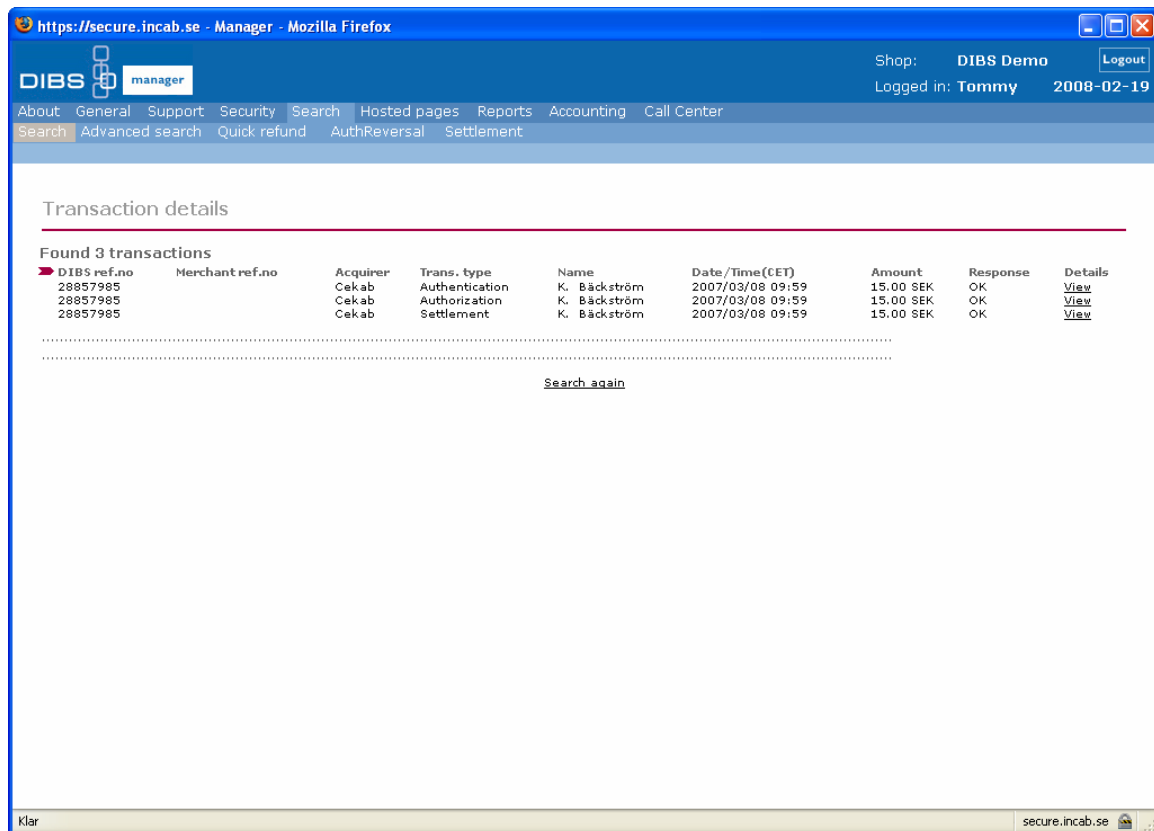 https://secure.incab.se - Manager - Mozilla Firefox
DIBS manager
Shop: DIBS Demo Logout
Logged in: Tommy 2008-02-19
About General Support Security Search Hosted pages Reports Accounting Call Center
Search Advanced search Quick refund AuthReversal Settlement
Transaction details
Found 3 transactions
DIBS ref.no Merchant ref.no Acquirer Trans. type Name Date/Time(CET) Amount Response Details
28857985 Cekab Authentication K. Bäckström 2007/03/08 09:59 15.00 SEK OK View
28857985 Cekab Authorization K. Bäckström 2007/03/08 09:59 15.00 SEK OK View
28857985 Cekab Settlement K. Bäckström 2007/03/08 09:59 15.00 SEK OK View
Search again
Klar secure.incab.se